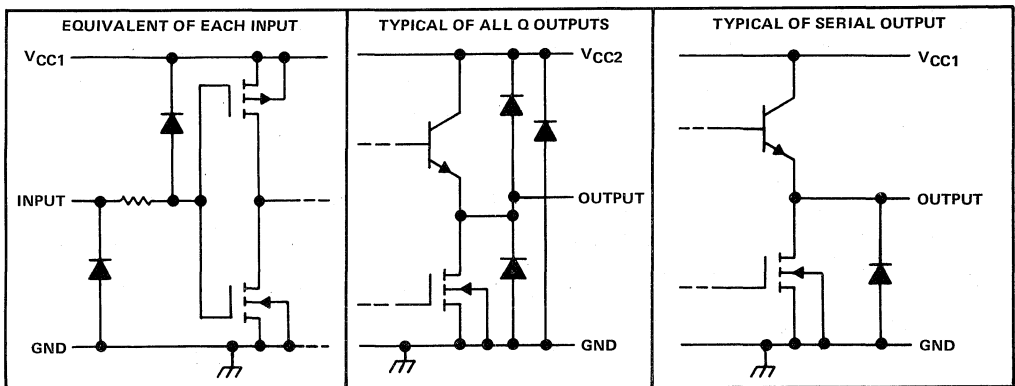 EQUIVALENT OF EACH INPUT
VCC1
INPUT
GND
TYPICAL OF ALL Q OUTPUTS
VCC2
OUTPUT
GND
TYPICAL OF SERIAL OUTPUT
VCC1
OUTPUT
GND